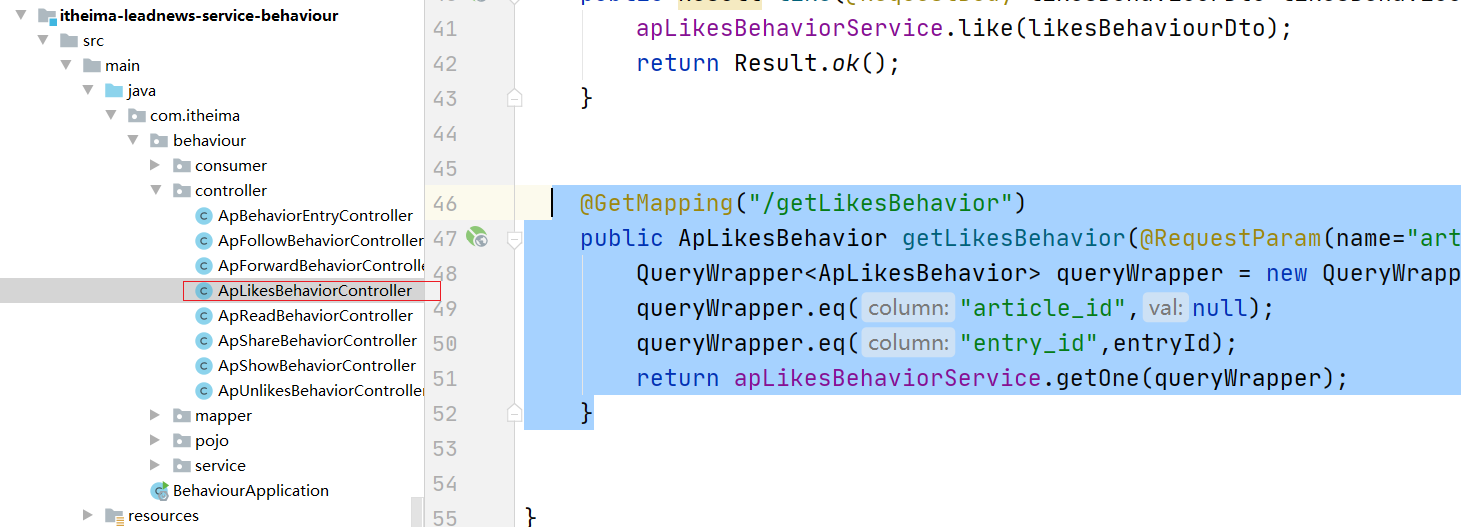 itheima-leadnews-service-behaviour
src
main
java
com.itheima
behaviour
consumer
controller
ApBehaviorEntryController
ApFollowBehaviorController
ApForwardBehaviorControlle
ApLikesBehaviorController
ApReadBehaviorController
ApShareBehaviorController
ApShowBehaviorController
ApUnlikesBehaviorController
mapper
pojo
service
BehaviourApplication
resources
41 apLikesBehaviorService.like(likesBehaviourDto);
42 return Result.ok();
43 }
44
45
46 @GetMapping("/getLikesBehavior")
47 public ApLikesBehavior getLikesBehavior(@RequestParam(name="art
48 QueryWrapper<ApLikesBehavior> queryWrapper = new QueryWrapp
49 queryWrapper.eq( column: "article_id", val: null);
50 queryWrapper.eq( column: "entry_id",entryId);
51 return apLikesBehaviorService.getOne(queryWrapper);
52 }
53
54
55 }